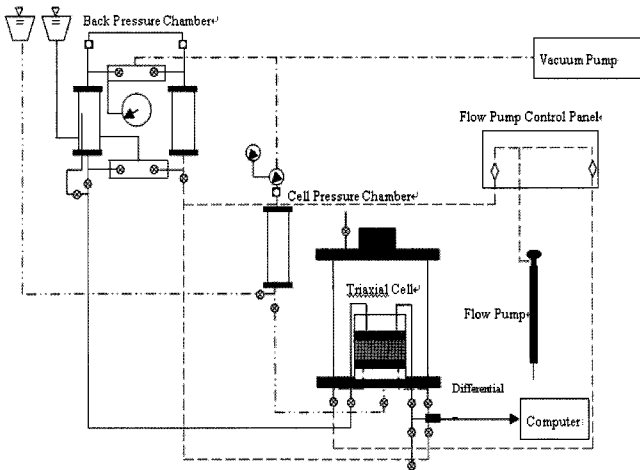 Back Pressure Chamber↵
Vacuum Pump
Flow Pump Control Panel↵
Cell Pressure Chamber↵
Triaxial Cell↵
Flow Pump↵
Differential
Computer